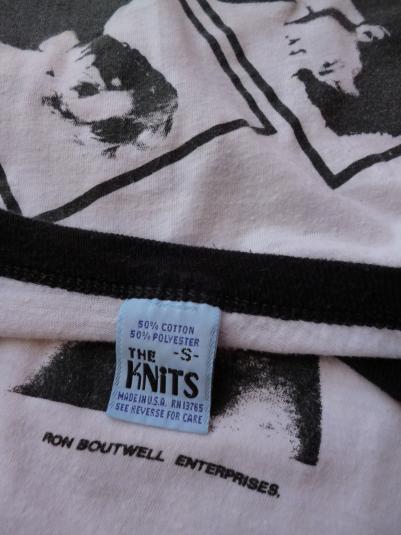 50% COTTON
50% POLYESTER
THE -S-
KNiTS
MADE IN U.S.A. RN 13765
SEE REVERSE FOR CARE
RON BOUTWELL ENTERPRISES.